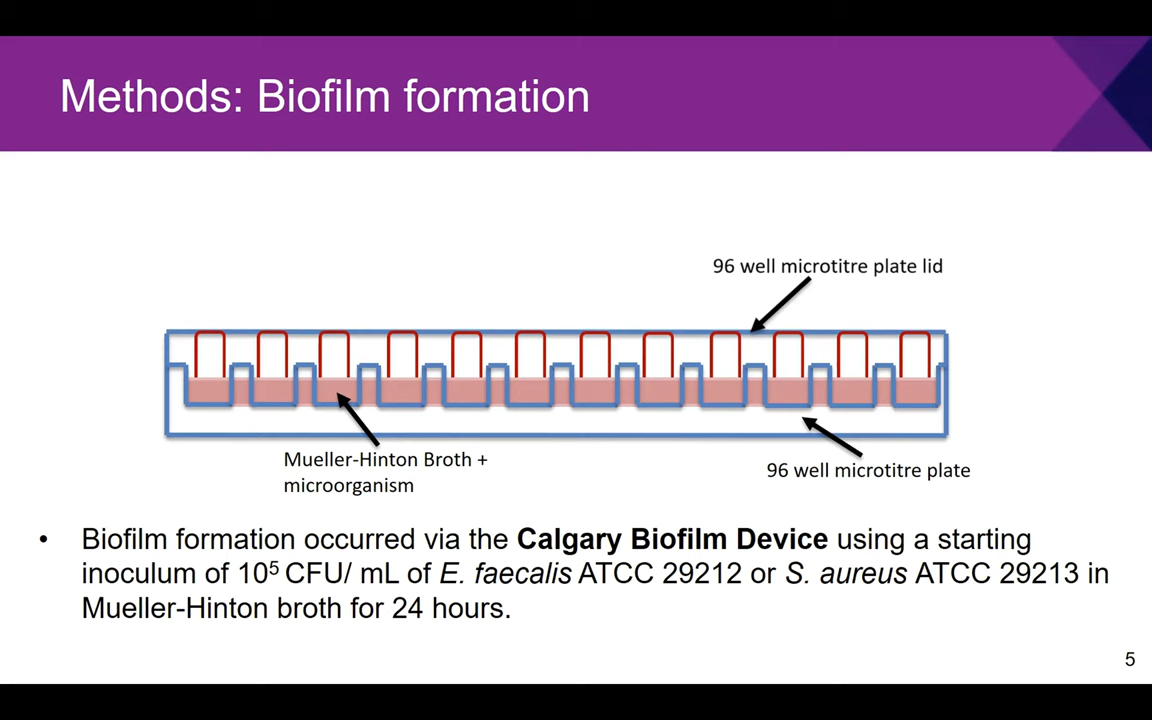 Methods: Biofilm formation
96 well microtitre plate lid
Mueller-Hinton Broth +
microorganism
96 well microtitre plate
• Biofilm formation occurred via the Calgary Biofilm Device using a starting
inoculum of 10⁵ CFU/ mL of E. faecalis ATCC 29212 or S. aureus ATCC 29213 in
Mueller-Hinton broth for 24 hours.
5